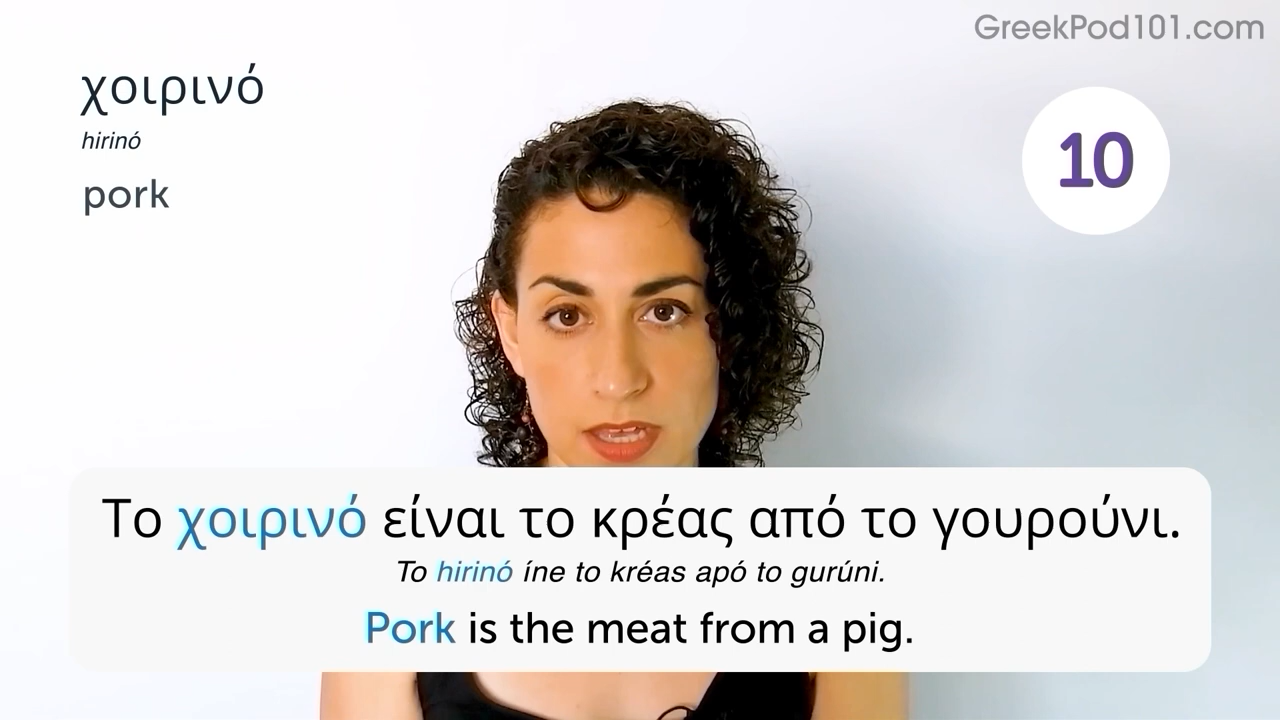 GreekPod101.com
χοιρινό
hirinó
pork
10
Το χοιρινό είναι το κρέας από το γουρούνι.
To hirinó íne to kréas apó to gurúni.
Pork is the meat from a pig.